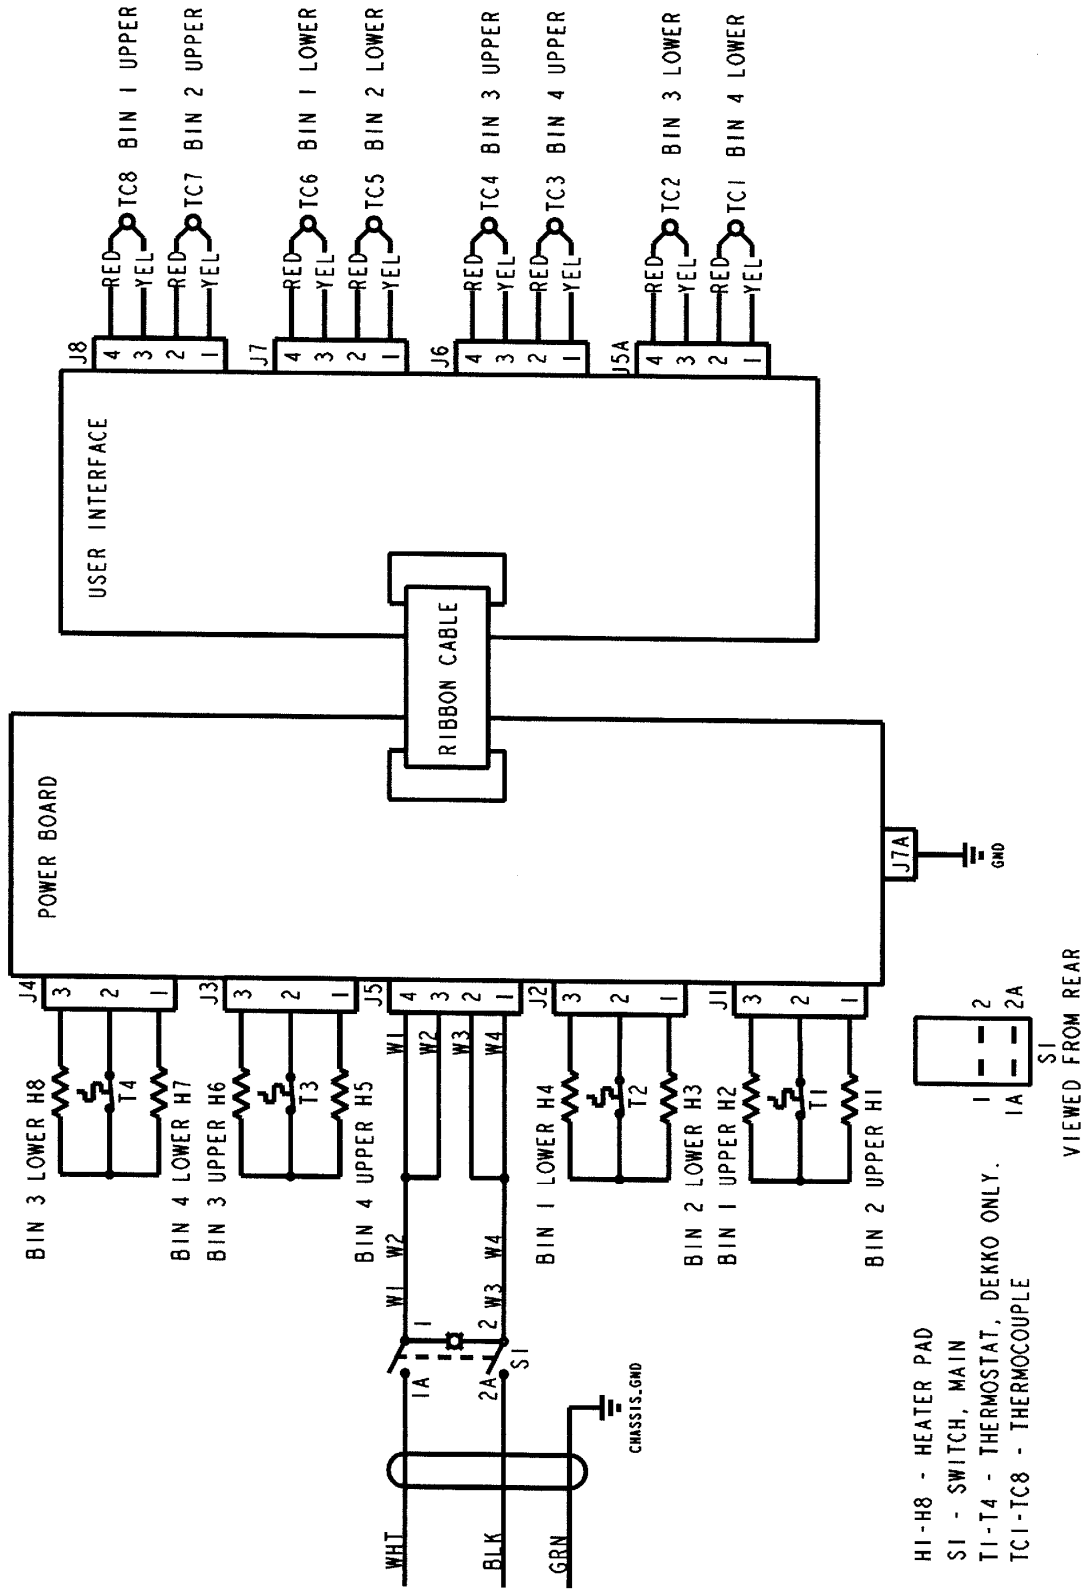 POWER BOARD
USER INTERFACE
RIBBON CABLE
J4
3
2
1
BIN 3 LOWER H8
T4
BIN 4 LOWER H7
J3
3
2
1
BIN 3 UPPER H6
T3
BIN 4 UPPER H5
J5
4
3
2
1
W1
W2
W3
W4
W1 W2
W3 W4
1
2
1A
2A
S1
WHT
BLK
GRN
CHASSIS_GND
J2
3
2
1
BIN 1 LOWER H4
T2
BIN 2 LOWER H3
J1
3
2
1
BIN 1 UPPER H2
T1
BIN 2 UPPER H1
J7A
GND
J8
4 RED
3 YEL
TC8 BIN 1 UPPER
2 RED
1 YEL
TC7 BIN 2 UPPER
J7
4 RED
3 YEL
TC6 BIN 1 LOWER
2 RED
1 YEL
TC5 BIN 2 LOWER
J6
4 RED
3 YEL
TC4 BIN 3 UPPER
2 RED
1 YEL
TC3 BIN 4 UPPER
J5A
4 RED
3 YEL
TC2 BIN 3 LOWER
2 RED
1 YEL
TC1 BIN 4 LOWER
H1-H8 - HEATER PAD
S1 - SWITCH, MAIN
T1-T4 - THERMOSTAT, DEKKO ONLY.
TC1-TC8 - THERMOCOUPLE
1 2
1A 2A
S1
VIEWED FROM REAR